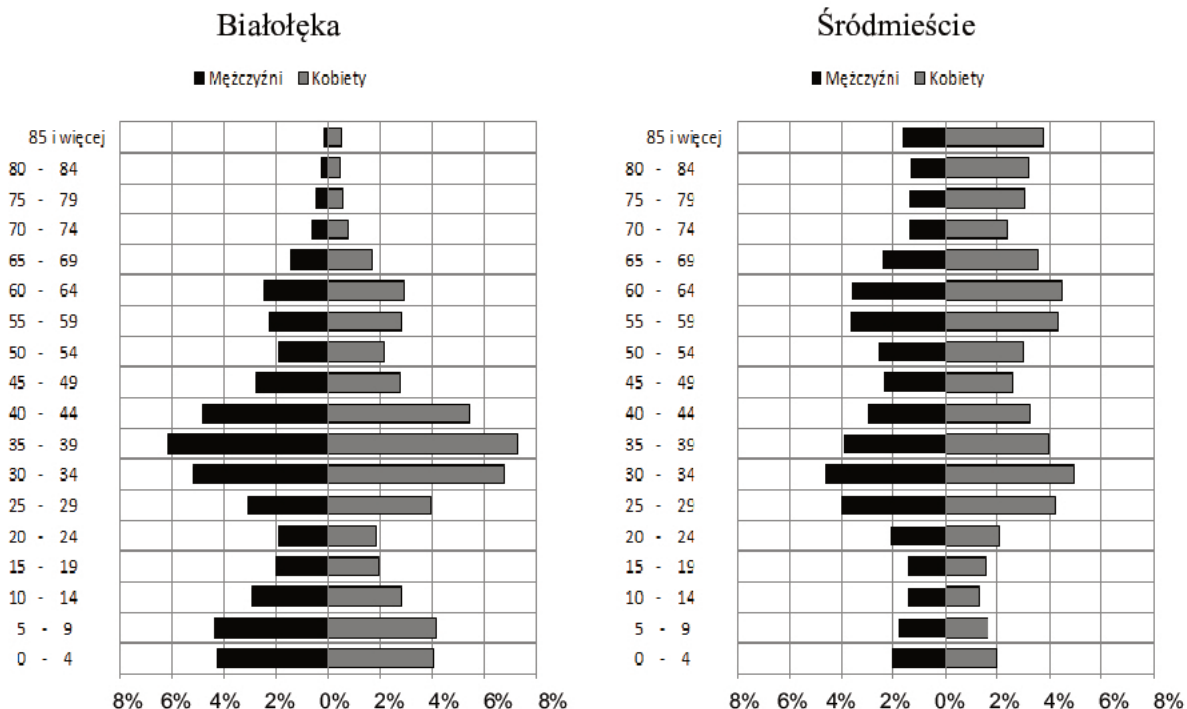 Białołęka
Mężczyźni Kobiety
85 i więcej
80 - 84
75 - 79
70 - 74
65 - 69
60 - 64
55 - 59
50 - 54
45 - 49
40 - 44
35 - 39
30 - 34
25 - 29
20 - 24
15 - 19
10 - 14
5 - 9
0 - 4
8% 6% 4% 2% 0% 2% 4% 6% 8%
Śródmieście
Mężczyźni Kobiety
85 i więcej
80 - 84
75 - 79
70 - 74
65 - 69
60 - 64
55 - 59
50 - 54
45 - 49
40 - 44
35 - 39
30 - 34
25 - 29
20 - 24
15 - 19
10 - 14
5 - 9
0 - 4
8% 6% 4% 2% 0% 2% 4% 6% 8%